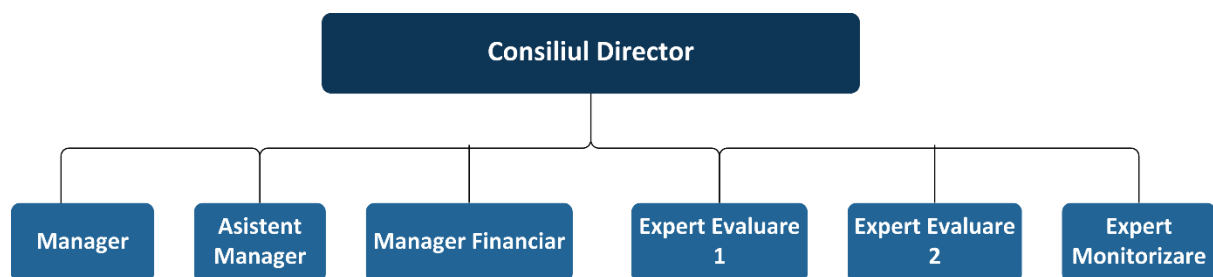 Consiliul Director
Manager
Asistent
Manager
Manager Financiar
Expert Evaluare
1
Expert Evaluare
2
Expert
Monitorizare